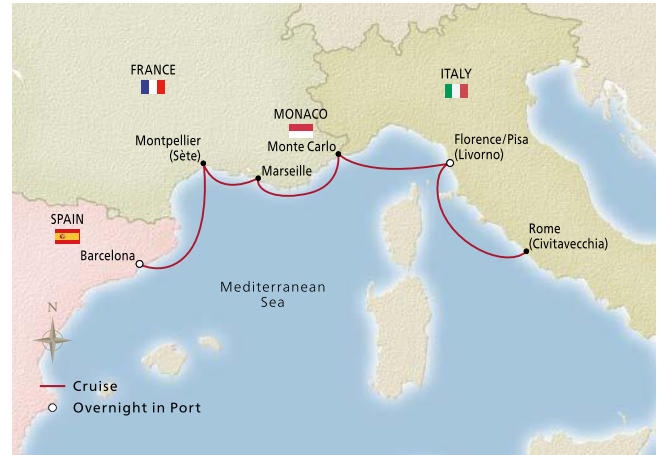 FRANCE
ITALY
MONACO
Montpellier
(Sète)
Monte Carlo
Florence/Pisa
(Livorno)
Marseille
SPAIN
Barcelona
Rome
(Civitavecchia)
Mediterranean
Sea
N
Cruise
Overnight in Port